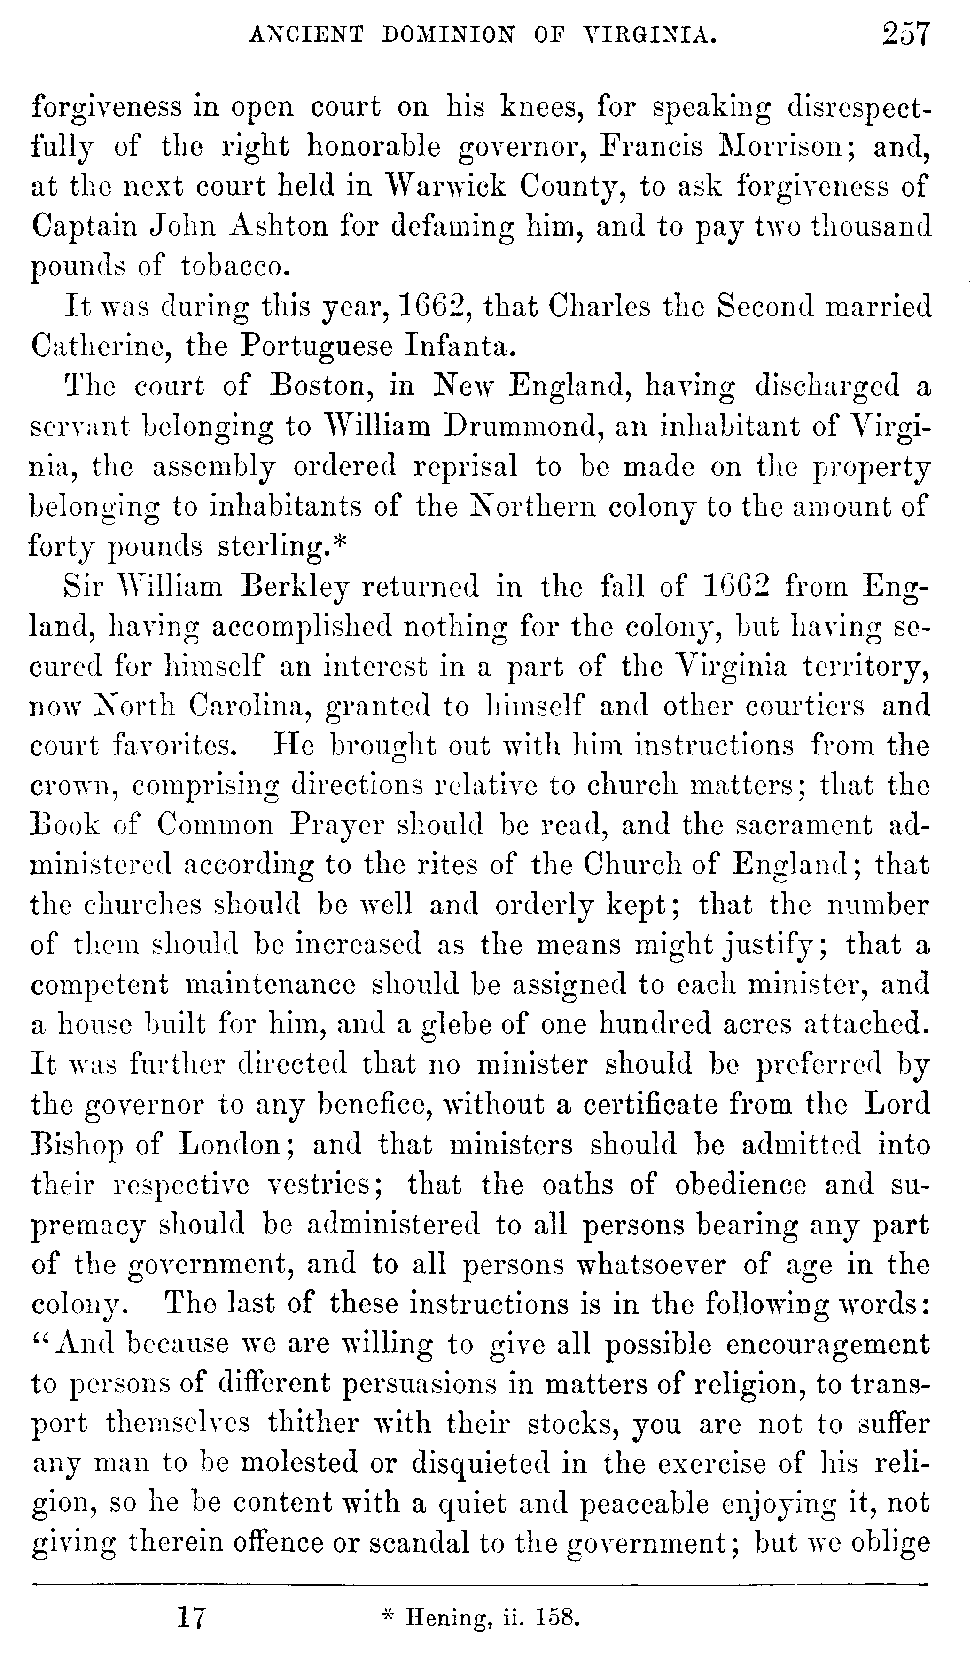 ANCIENT DOMINION OF VIRGINIA. 257
forgiveness in open court on his knees, for speaking disrespect-
fully of the right honorable governor, Francis Morrison; and,
at the next court held in Warwick County, to ask forgiveness of
Captain John Ashton for defaming him, and to pay two thousand
pounds of tobacco.
It was during this year, 1662, that Charles the Second married
Catherine, the Portuguese Infanta.
The court of Boston, in New England, having discharged a
servant belonging to William Drummond, an inhabitant of Virgi-
nia, the assembly ordered reprisal to be made on the property
belonging to inhabitants of the Northern colony to the amount of
forty pounds sterling.*
Sir William Berkley returned in the fall of 1662 from Eng-
land, having accomplished nothing for the colony, but having se-
cured for himself an interest in a part of the Virginia territory,
now North Carolina, granted to himself and other courtiers and
court favorites. He brought out with him instructions from the
crown, comprising directions relative to church matters; that the
Book of Common Prayer should be read, and the sacrament ad-
ministered according to the rites of the Church of England; that
the churches should be well and orderly kept; that the number
of them should be increased as the means might justify; that a
competent maintenance should be assigned to each minister, and
a house built for him, and a glebe of one hundred acres attached.
It was further directed that no minister should be preferred by
the governor to any benefice, without a certificate from the Lord
Bishop of London; and that ministers should be admitted into
their respective vestries; that the oaths of obedience and su-
premacy should be administered to all persons bearing any part
of the government, and to all persons whatsoever of age in the
colony. The last of these instructions is in the following words:
“And because we are willing to give all possible encouragement
to persons of different persuasions in matters of religion, to trans-
port themselves thither with their stocks, you are not to suffer
any man to be molested or disquieted in the exercise of his reli-
gion, so he be content with a quiet and peaceable enjoying it, not
giving therein offence or scandal to the government; but we oblige
17 * Hening, ii. 158.